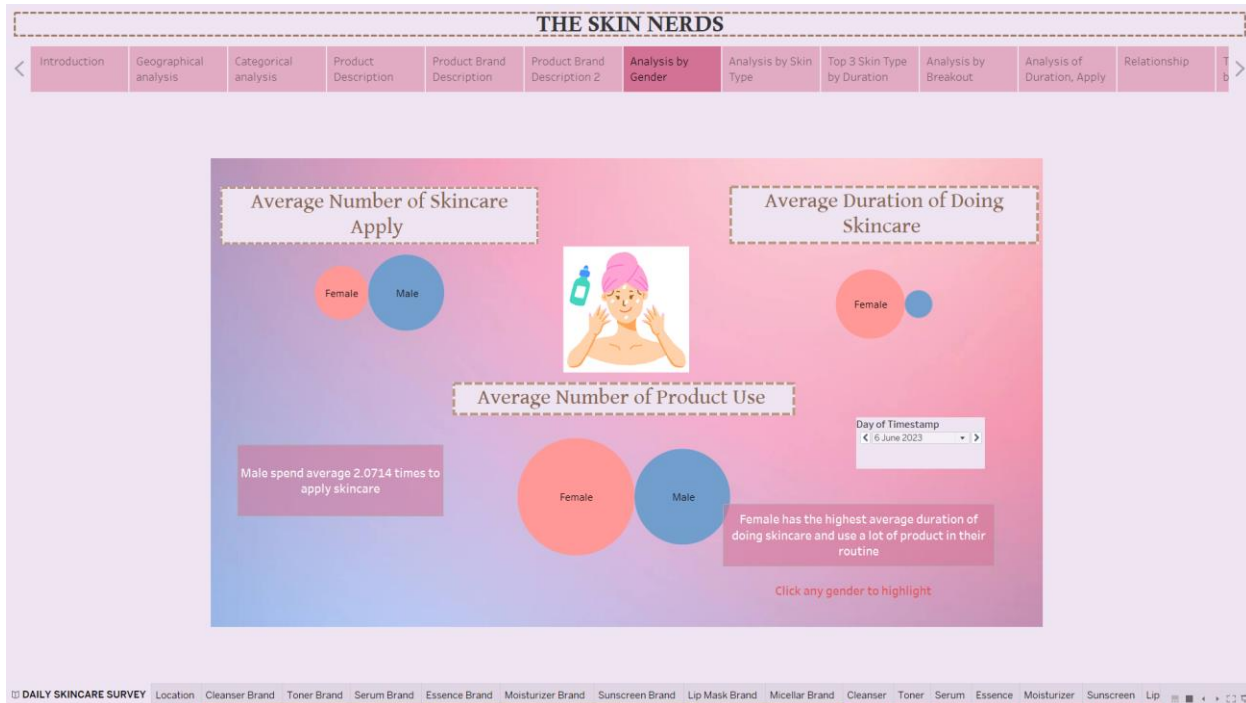 THE SKIN NERDS
Introduction
Geographical
analysis
Categorical
analysis
Product
Description
Product Brand
Description
Product Brand
Description 2
Analysis by
Gender
Analysis by Skin
Type
Top 3 Skin Type
by Duration
Analysis by
Breakout
Analysis of
Duration, Apply
Relationship
T
b
Average Number of Skincare
Apply
Average Duration of Doing
Skincare
Female
Male
Female
Average Number of Product Use
Day of Timestamp
6 June 2023
Male spend average 2.0714 times to
apply skincare
Female
Male
Female has the highest average duration of
doing skincare and use a lot of product in their
routine
Click any gender to highlight
DAILY SKINCARE SURVEY Location Cleanser Brand Toner Brand Serum Brand Essence Brand Moisturizer Brand Sunscreen Brand Lip Mask Brand Micellar Brand Cleanser Toner Serum Essence Moisturizer Sunscreen Lip